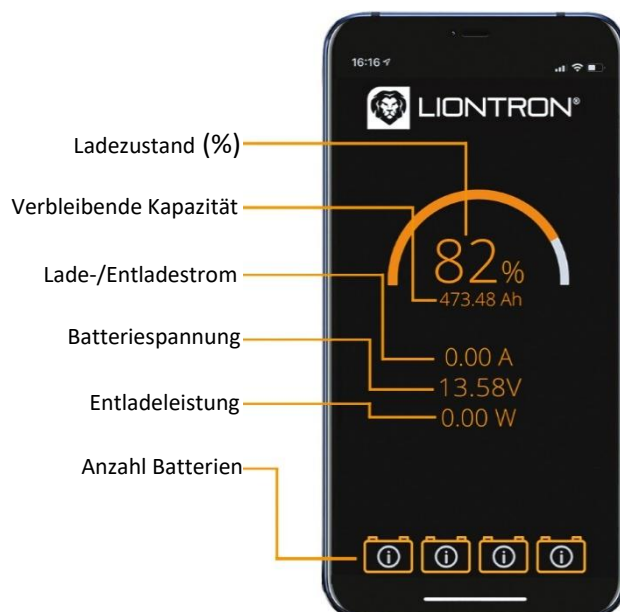 16:16
LIONTRON®
Ladezustand (%)
Verbleibende Kapazität
82%
473.48 Ah
Lade-/Entladestrom
0.00 A
Batteriespannung
13.58V
Entladeleistung
0.00 W
Anzahl Batterien